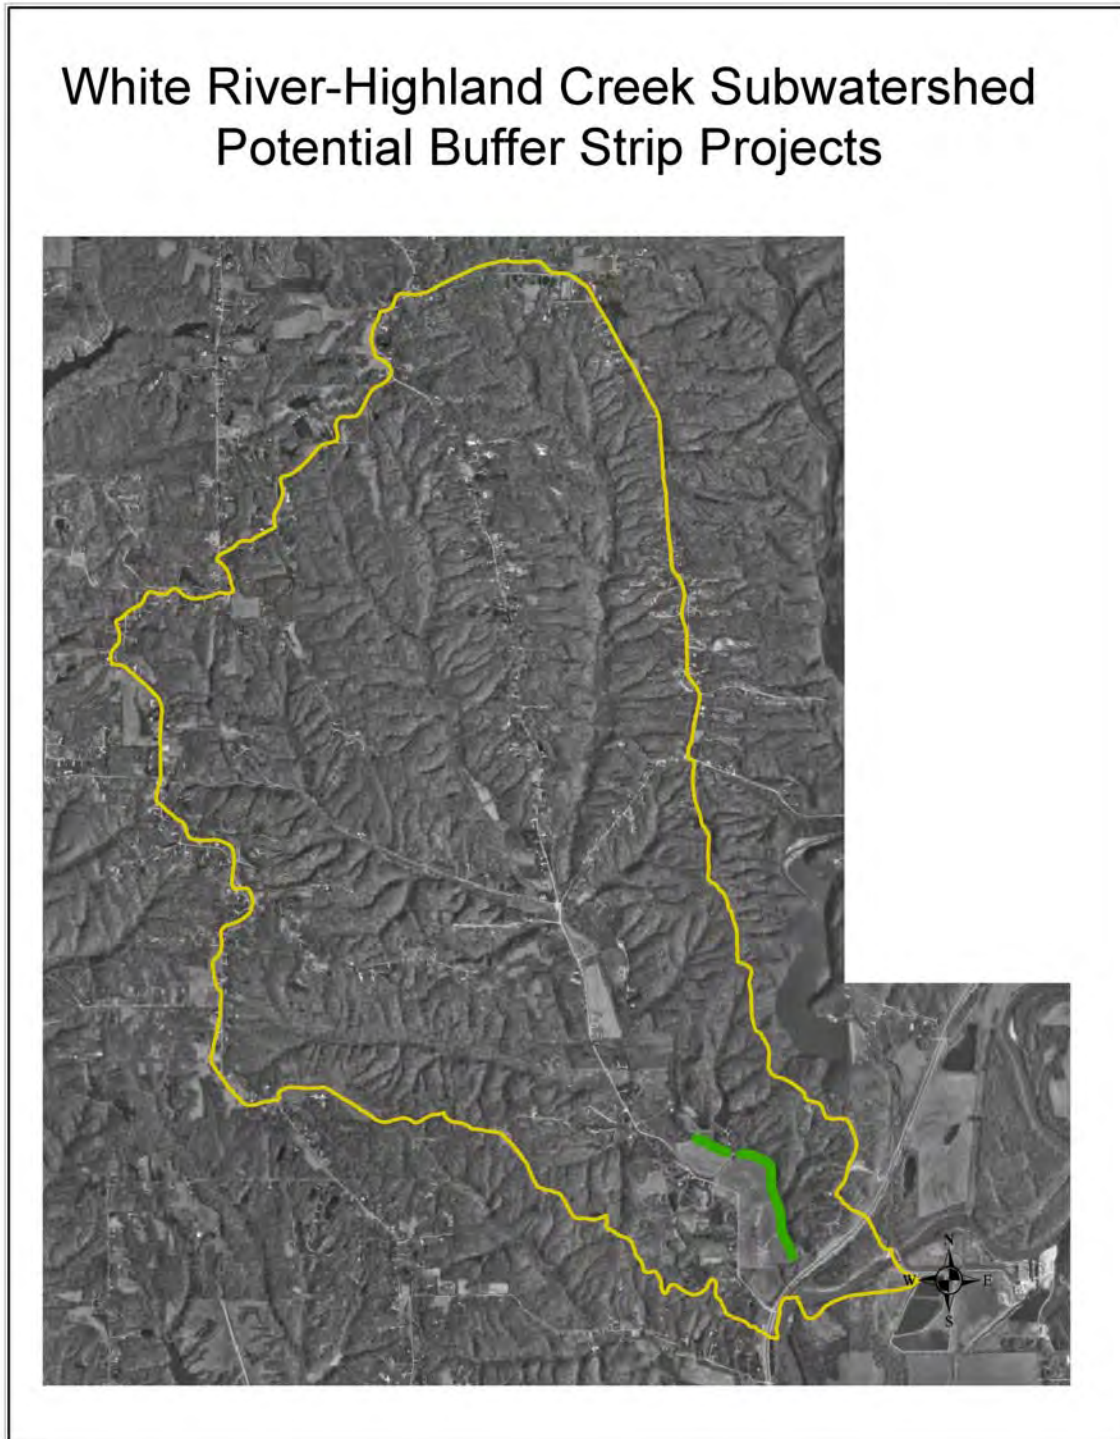 White River-Highland Creek Subwatershed
Potential Buffer Strip Projects
N
W E
S